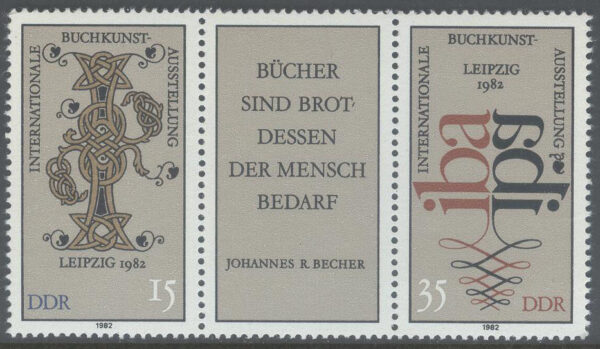 INTERNATIONALE
BUCHKUNST-
AUSSTELLUNG
LEIPZIG 1982
DDR
15
1982
BÜCHER
SIND BROT,
DESSEN
DER MENSCH
BEDARF
JOHANNES R. BECHER
INTERNATIONALE
BUCHKUNST-
AUSSTELLUNG
LEIPZIG
1982
iba
iba
35
DDR
1982